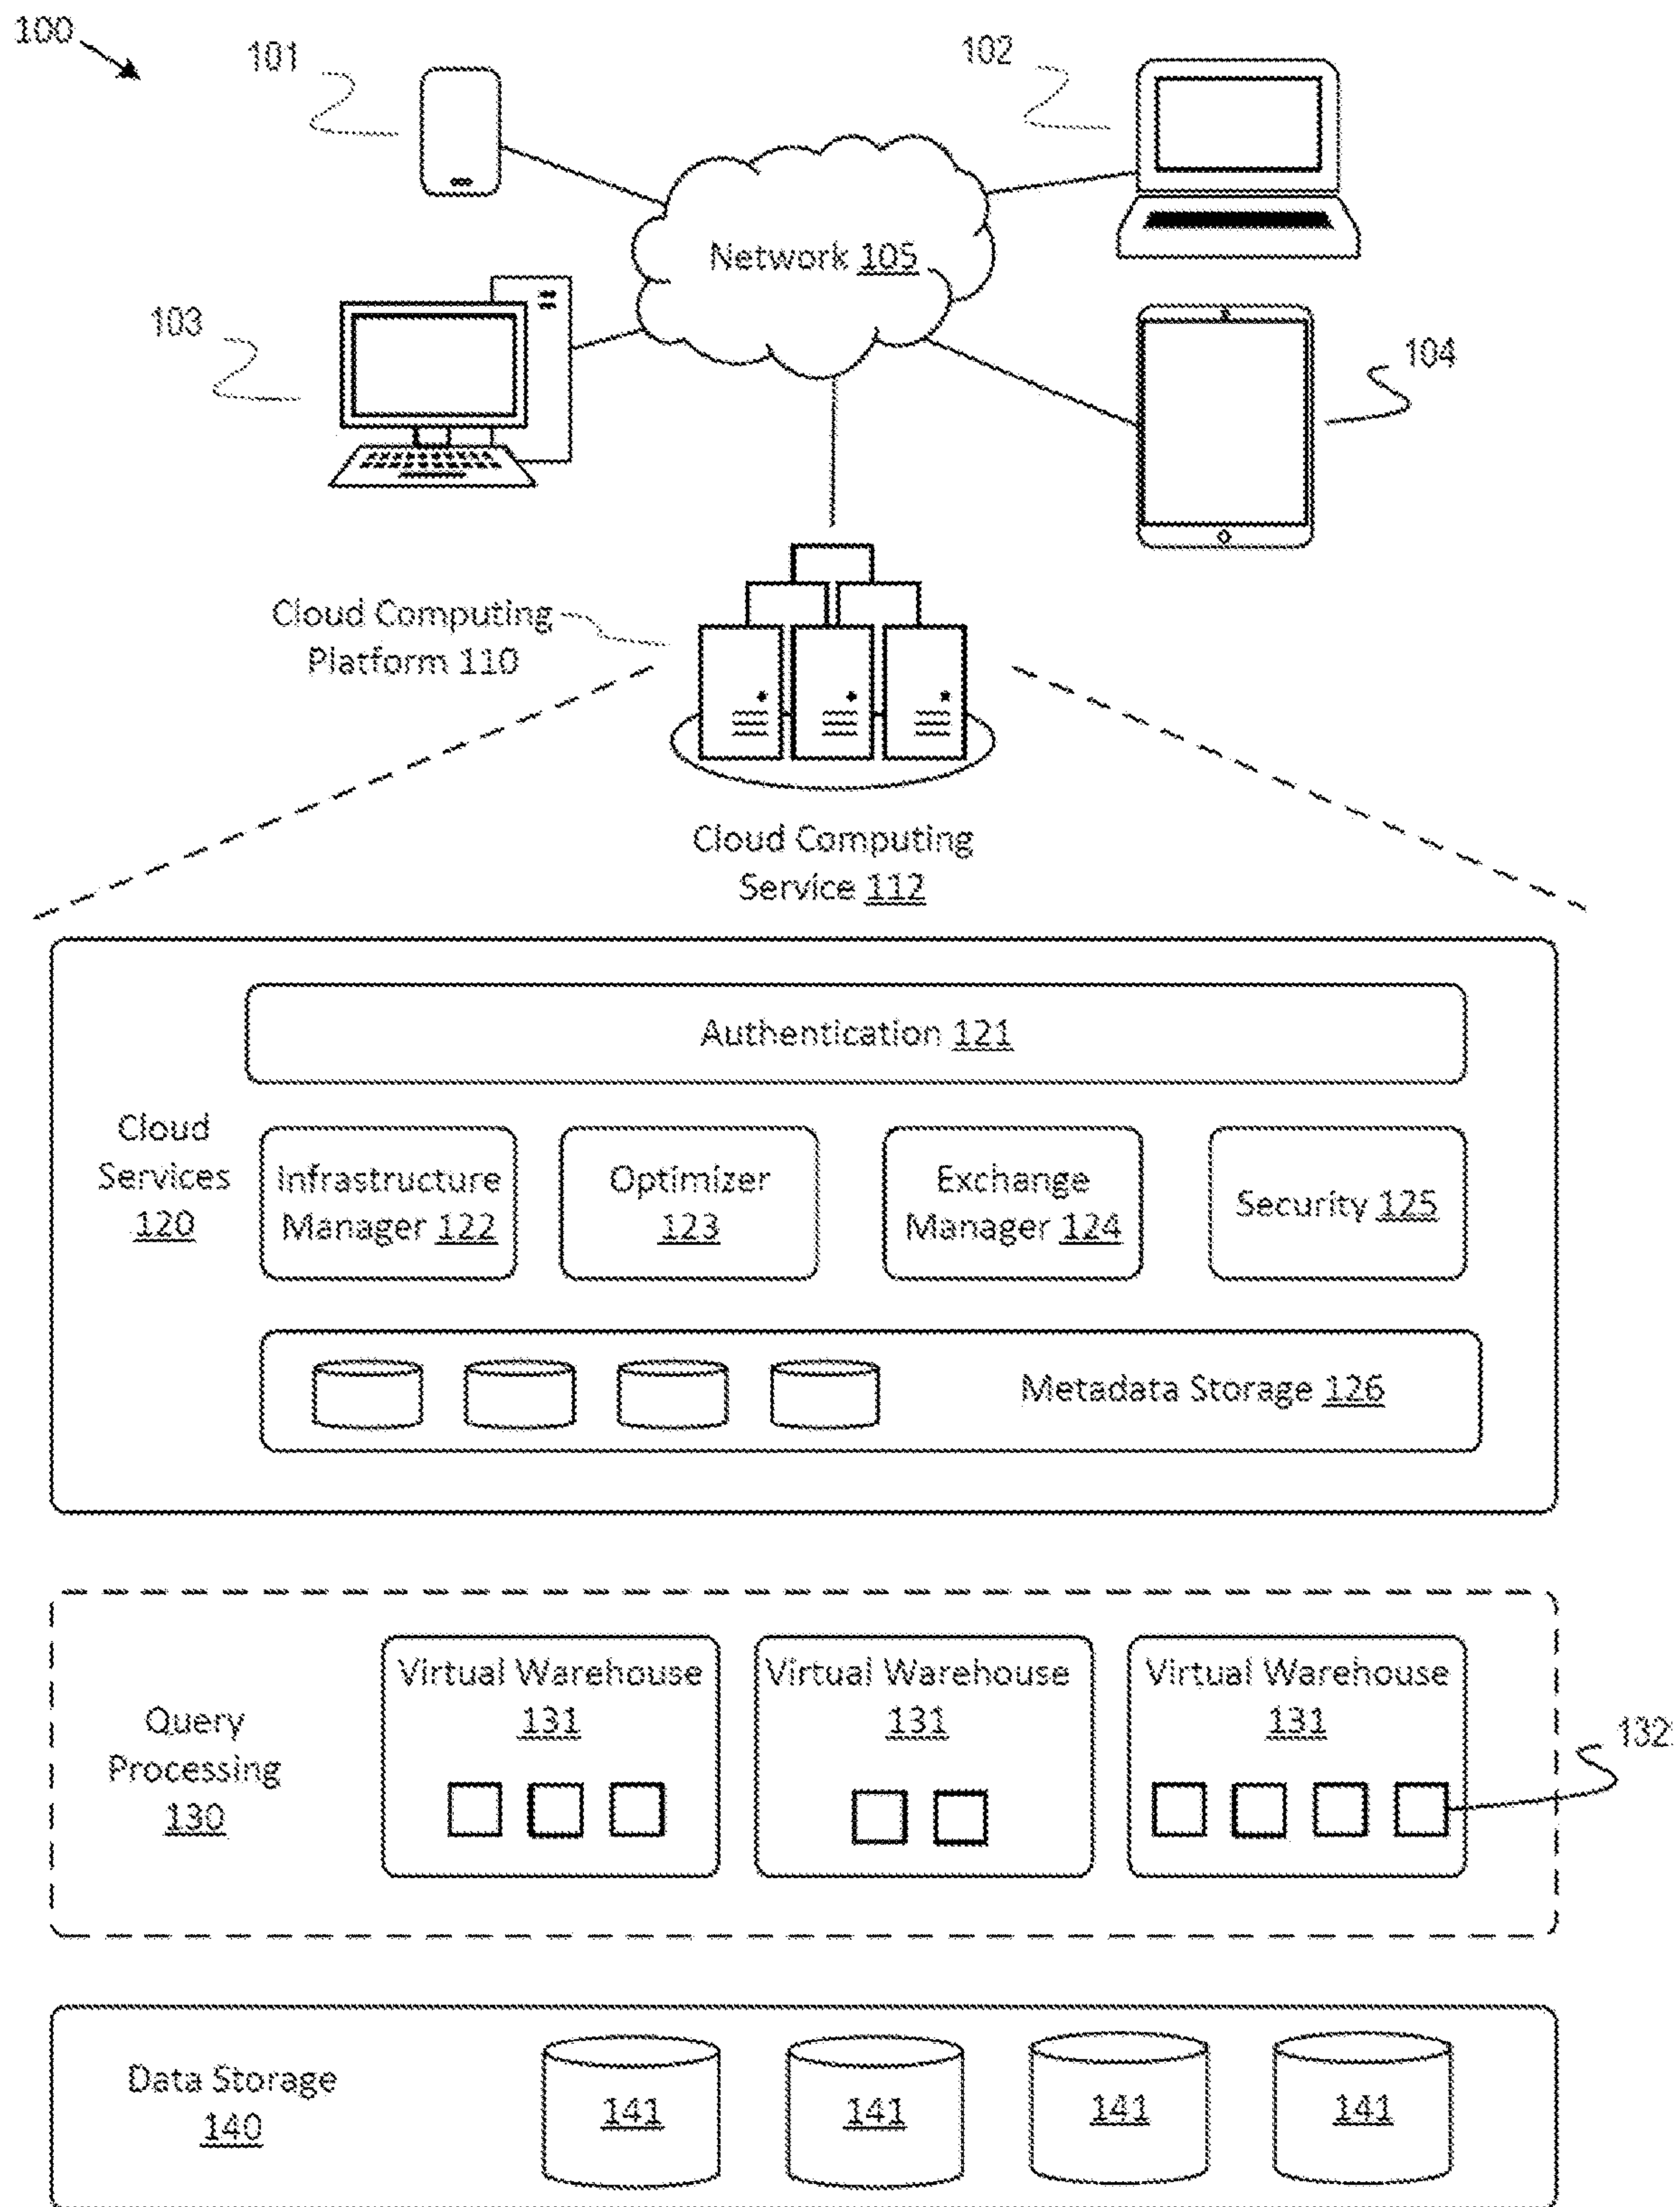 100
101
102
Network 105
103
104
Cloud Computing
Platform 110
Cloud Computing
Service 112
Authentication 121
Cloud
Services
120
Infrastructure
Manager 122
Optimizer
123
Exchange
Manager 124
Security 125
Metadata Storage 126
Query
Processing
130
Virtual Warehouse
131
Virtual Warehouse
131
Virtual Warehouse
131
132
Data Storage
140
141
141
141
141